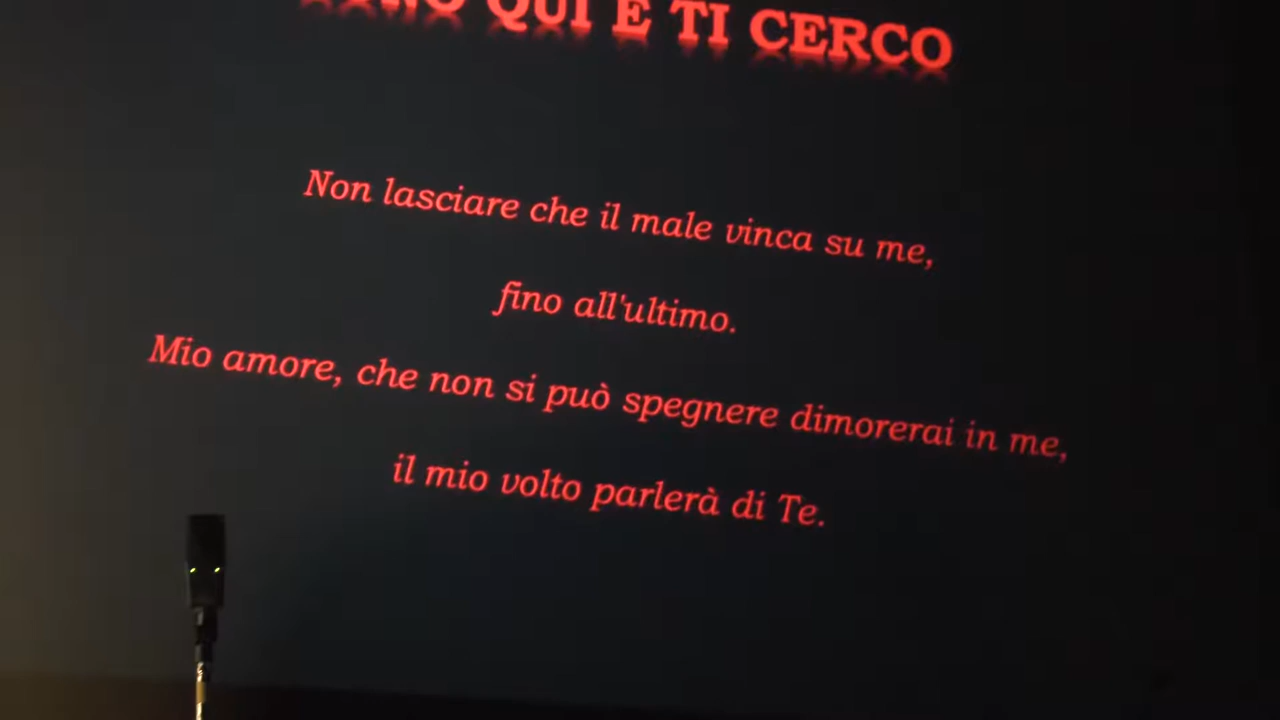 QUI E TI CERCO
Non lasciare che il male vinca su me,
fino all'ultimo.
Mio amore, che non si può spegnere dimorerai in me,
il mio volto parlerà di Te.